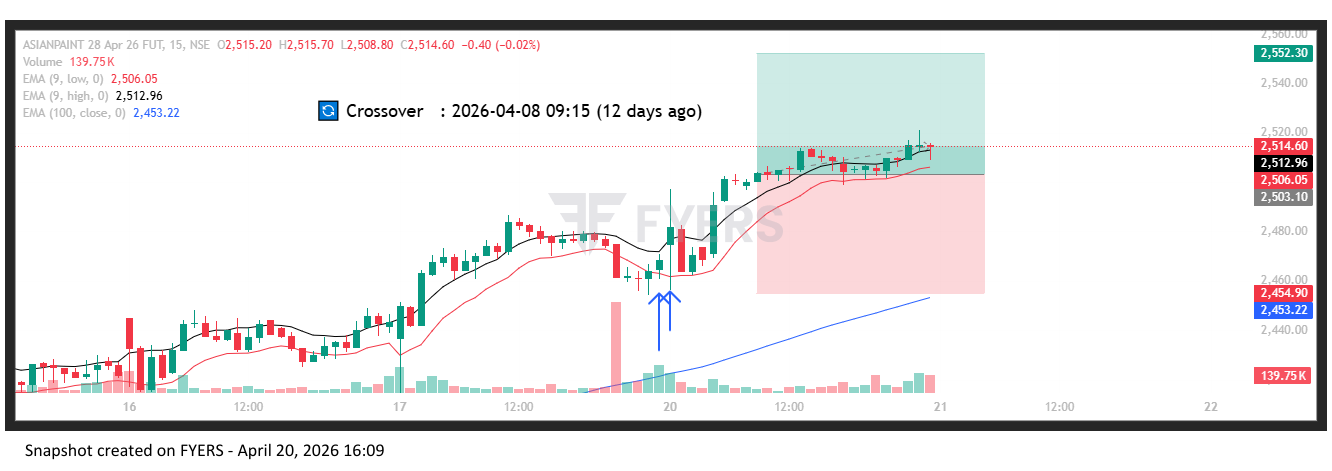 ASIANPAINT 28 Apr 26 FUT, 15, NSE O2,515.20 H2,515.70 L2,508.80 C2,514.60 −0.40 (−0.02%)
Volume 139.75K
EMA (9, low, 0) 2,506.05
EMA (9, high, 0) 2,512.96
EMA (100, close, 0) 2,453.22
Crossover : 2026-04-08 09:15 (12 days ago)
FYERS
2,560.00
2,552.30
2,540.00
2,520.00
2,514.60
2,512.96
2,506.05
2,503.10
2,480.00
2,460.00
2,454.90
2,453.22
2,440.00
139.75K
16 12:00 17 12:00 20 12:00 21 12:00 22
Snapshot created on FYERS - April 20, 2026 16:09